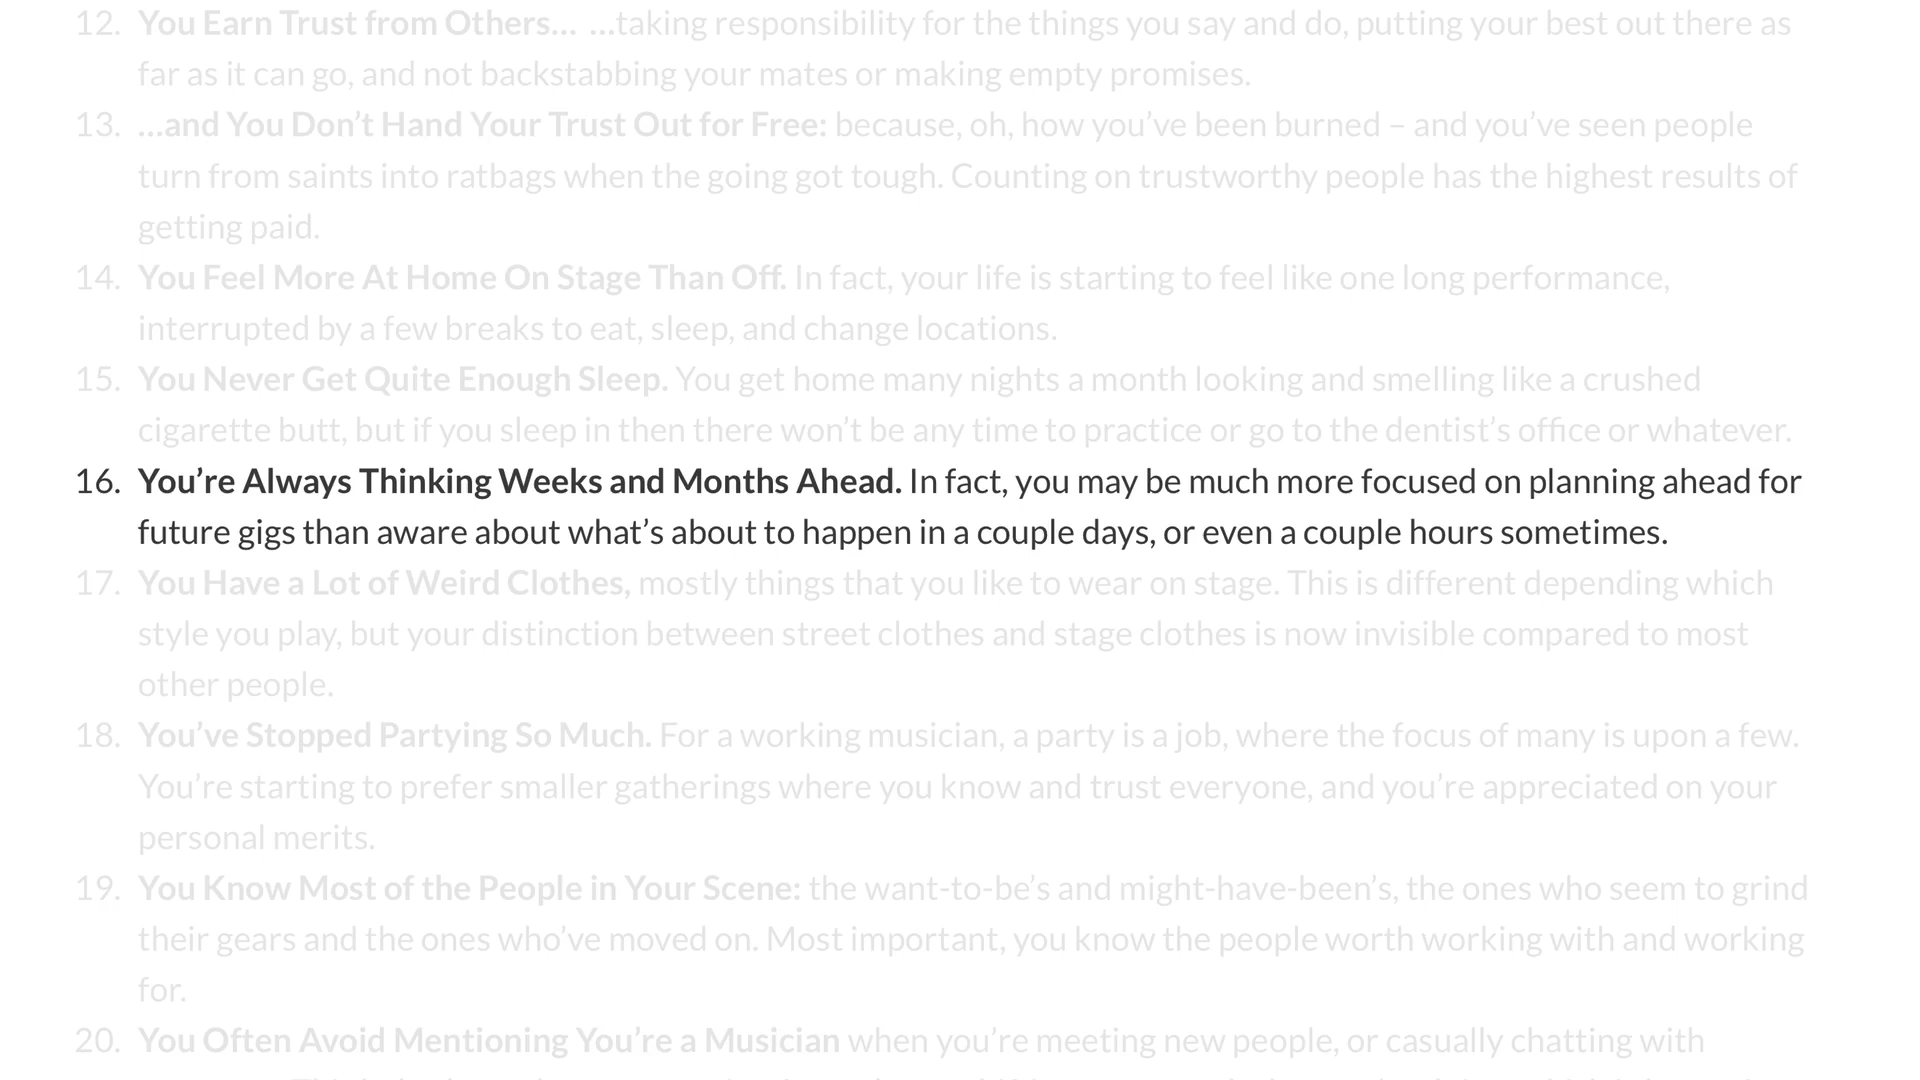 12. You Earn Trust from Others… …taking responsibility for the things you say and do, putting your best out there as
far as it can go, and not backstabbing your mates or making empty promises.
13. …and You Don’t Hand Your Trust Out for Free: because, oh, how you’ve been burned – and you’ve seen people
turn from saints into ratbags when the going got tough. Counting on trustworthy people has the highest results of
getting paid.
14. You Feel More At Home On Stage Than Off. In fact, your life is starting to feel like one long performance,
interrupted by a few breaks to eat, sleep, and change locations.
15. You Never Get Quite Enough Sleep. You get home many nights a month looking and smelling like a crushed
cigarette butt, but if you sleep in then there won’t be any time to practice or go to the dentist’s office or whatever.
16. You’re Always Thinking Weeks and Months Ahead. In fact, you may be much more focused on planning ahead for
future gigs than aware about what’s about to happen in a couple days, or even a couple hours sometimes.
17. You Have a Lot of Weird Clothes, mostly things that you like to wear on stage. This is different depending which
style you play, but your distinction between street clothes and stage clothes is now invisible compared to most
other people.
18. You’ve Stopped Partying So Much. For a working musician, a party is a job, where the focus of many is upon a few.
You’re starting to prefer smaller gatherings where you know and trust everyone, and you’re appreciated on your
personal merits.
19. You Know Most of the People in Your Scene: the want-to-be’s and might-have-been’s, the ones who seem to grind
their gears and the ones who’ve moved on. Most important, you know the people worth working with and working
for.
20. You Often Avoid Mentioning You’re a Musician when you’re meeting new people, or casually chatting with